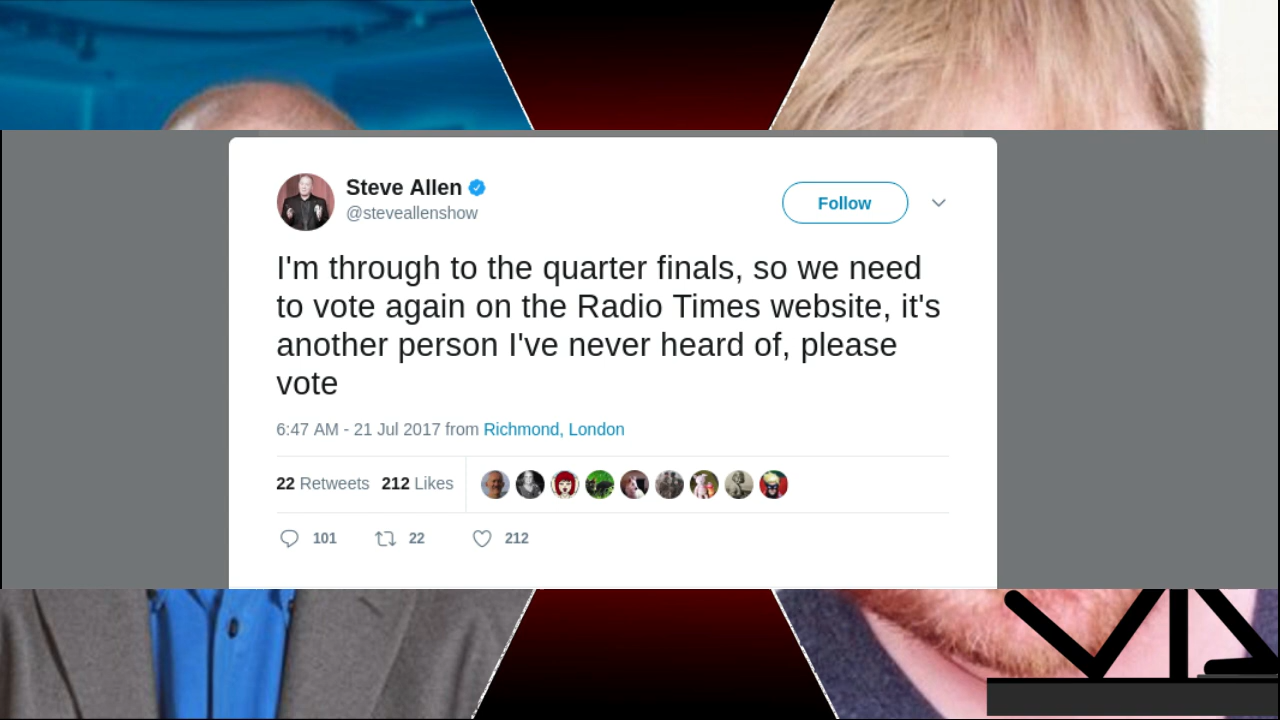 Steve Allen
@steveallenshow
Follow
I'm through to the quarter finals, so we need
to vote again on the Radio Times website, it's
another person I've never heard of, please
vote
6:47 AM - 21 Jul 2017 from Richmond, London
22 Retweets 212 Likes
101 22 212